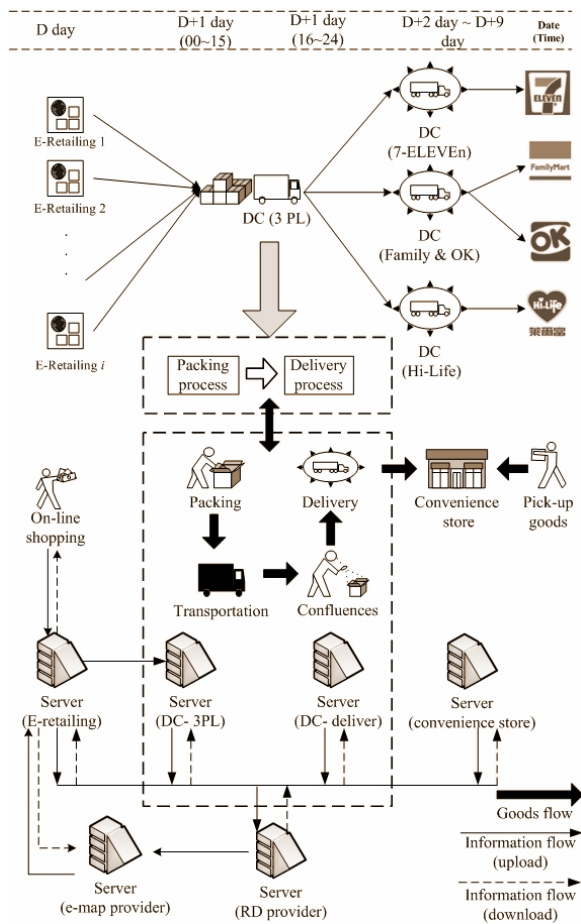 D day
D+1 day
(00~15)
D+1 day
(16~24)
D+2 day ~ D+9
day
Date
(Time)
E-Retailing 1
E-Retailing 2
E-Retailing i
DC (3 PL)
DC
(7-ELEVEn)
DC
(Family & OK)
DC
(Hi-Life)
7
ELEVEN
FamilyMart
OK
Hi-Life
萊爾富
Packing
process
Delivery
process
On-line
shopping
Packing
Delivery
Convenience
store
Pick-up
goods
Transportation
Confluences
Server
(E-retailing)
Server
(DC- 3PL)
Server
(DC- deliver)
Server
(convenience store)
Server
(e-map provider)
Server
(RD provider)
Goods flow
Information flow
(upload)
Information flow
(download)